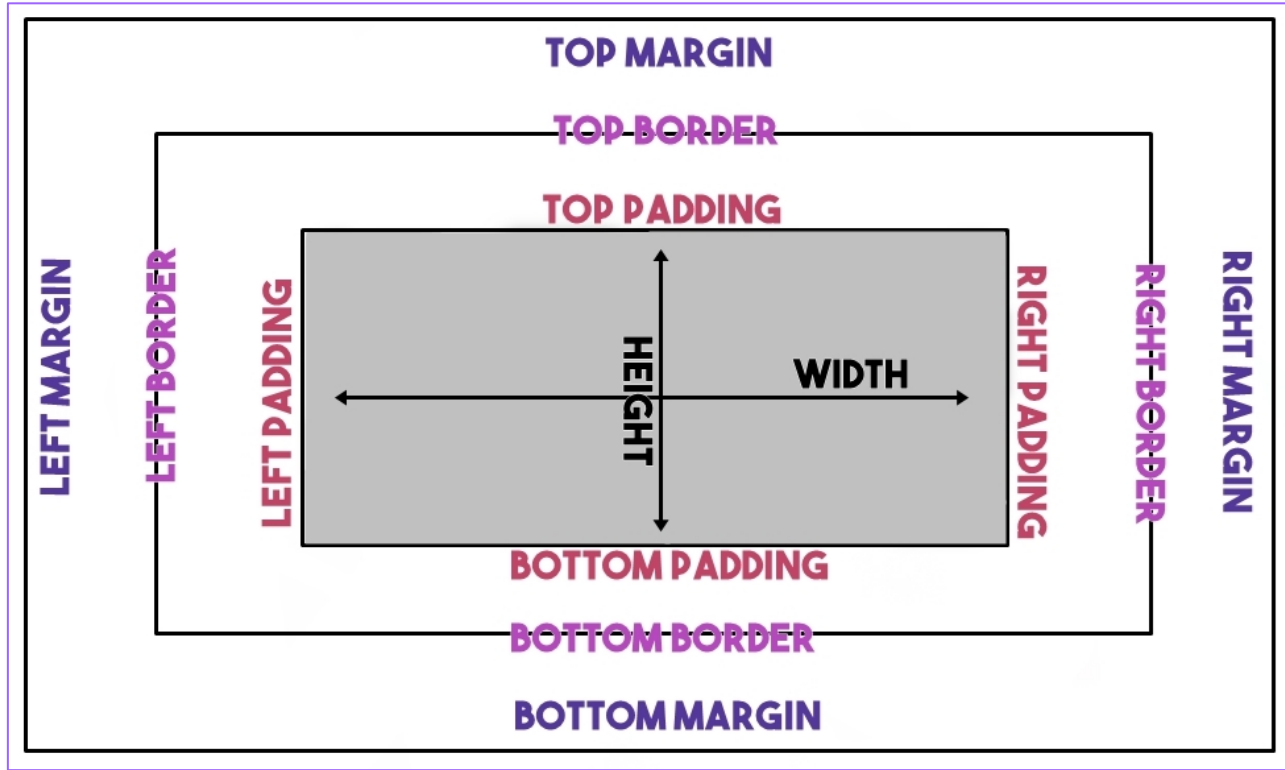 TOP MARGIN
TOP BORDER
TOP PADDING
LEFT MARGIN
LEFT BORDER
LEFT PADDING
HEIGHT
WIDTH
RIGHT PADDING
RIGHT BORDER
RIGHT MARGIN
BOTTOM PADDING
BOTTOM BORDER
BOTTOM MARGIN